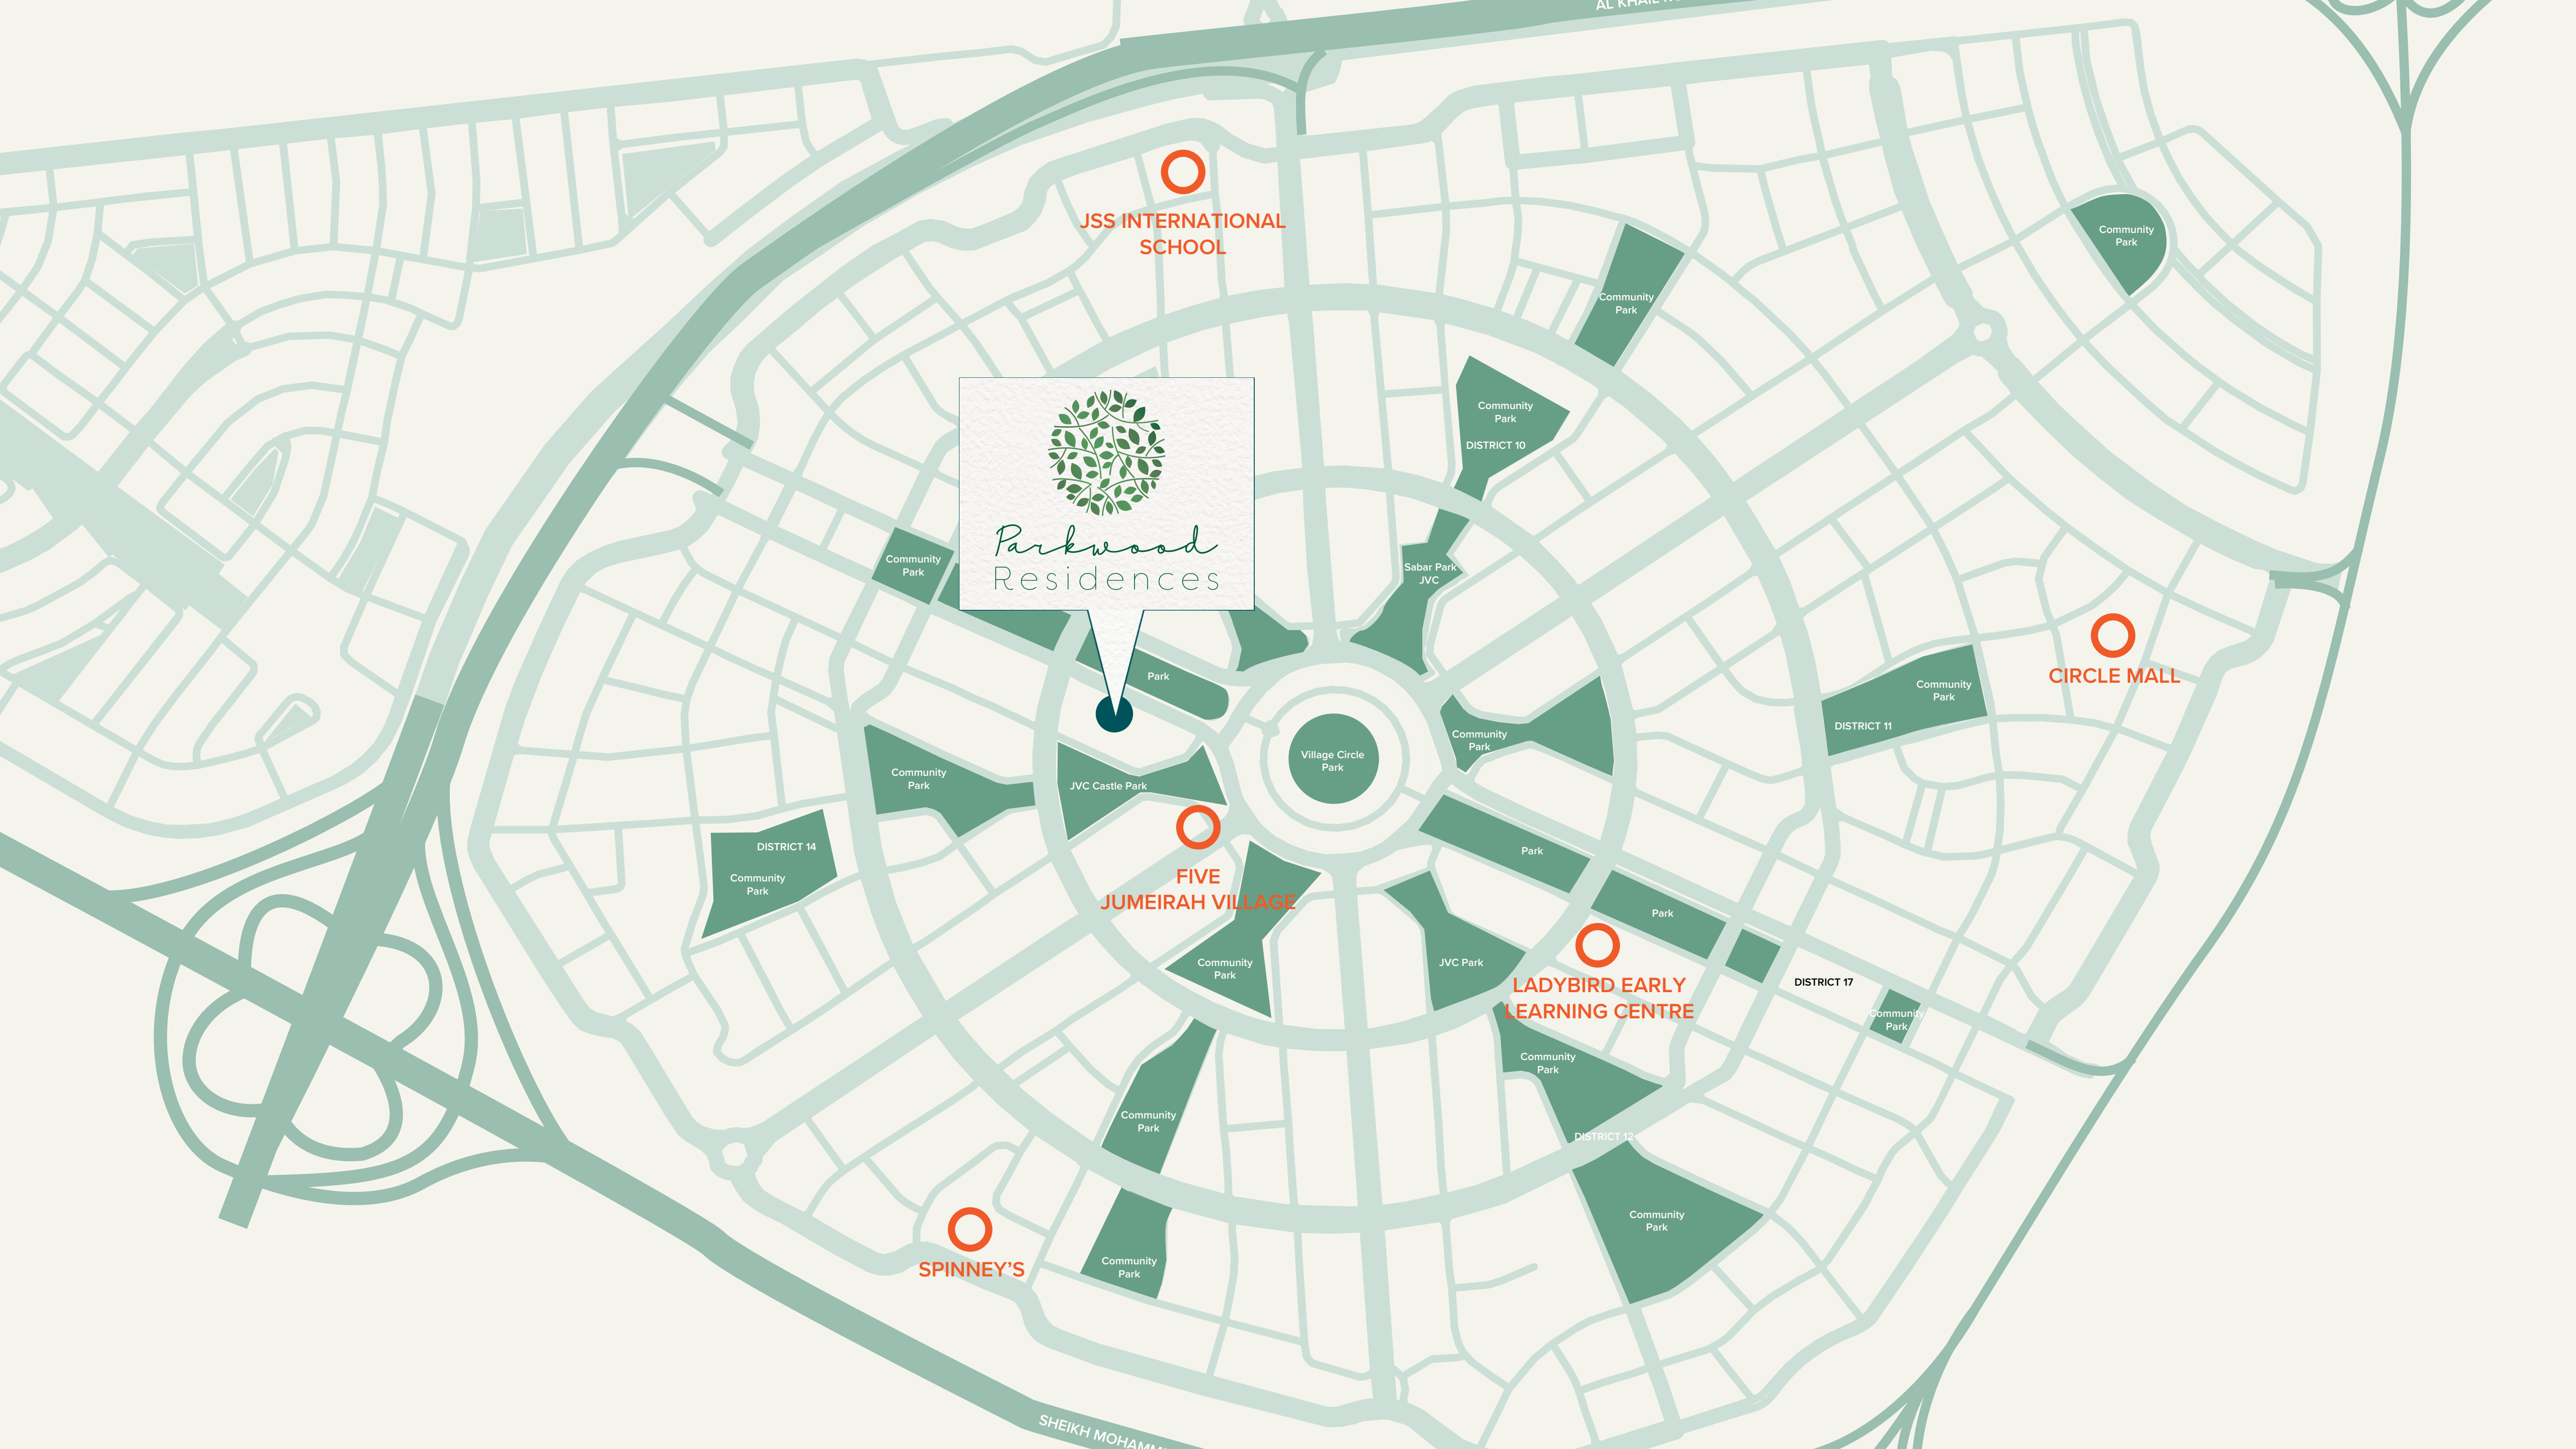 AL KHAIL
JSS INTERNATIONAL
SCHOOL
Community
Park
Community
Park
Community
Park
DISTRICT 10
Parkwood
Residences
Community
Park
Sabar Park
JVC
Park
CIRCLE MALL
Community
Park
DISTRICT 11
Community
Park
Village Circle
Park
Community
Park
JVC Castle Park
DISTRICT 14
Community
Park
FIVE
JUMEIRAH VILLAGE
Park
Park
Community
Park
JVC Park
LADYBIRD EARLY
LEARNING CENTRE
DISTRICT 17
Community
Park
Community
Park
Community
Park
DISTRICT 12
Community
Park
SPINNEY'S
Community
Park
SHEIKH